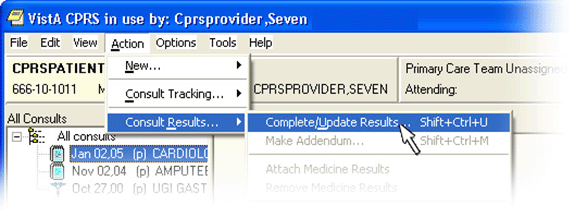 VistA CPRS in use by: Cprsprovider,Seven
File Edit View Action Options Tools Help
CPRSPATIENT
New...
Primary Care Team Unassigned
666-10-1011 M
Consult Tracking...
CPRSPROVIDER,SEVEN
Attending:
All Consults
Consult Results...
Complete/Update Results... Shift+Ctrl+U
All consults
Make Addendum... Shift+Ctrl+M
Jan 02,05 (p) CARDIOLO
Nov 02,04 (p) AMPUTEE
Attach Medicine Results
Oct 27,00 (p) UGI GAST
Remove Medicine Results